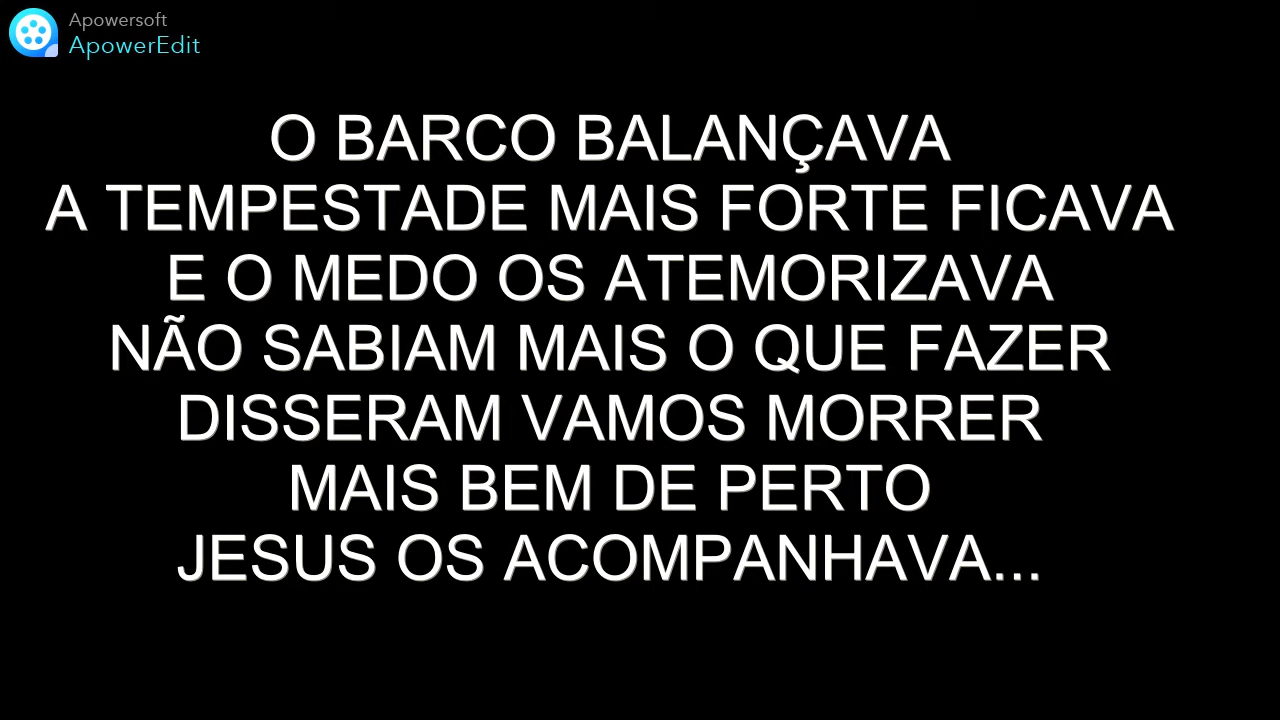 Apowersoft
ApowerEdit
O BARCO BALANÇAVA
A TEMPESTADE MAIS FORTE FICAVA
E O MEDO OS ATEMORIZAVA
NÃO SABIAM MAIS O QUE FAZER
DISSERAM VAMOS MORRER
MAIS BEM DE PERTO
JESUS OS ACOMPANHAVA...